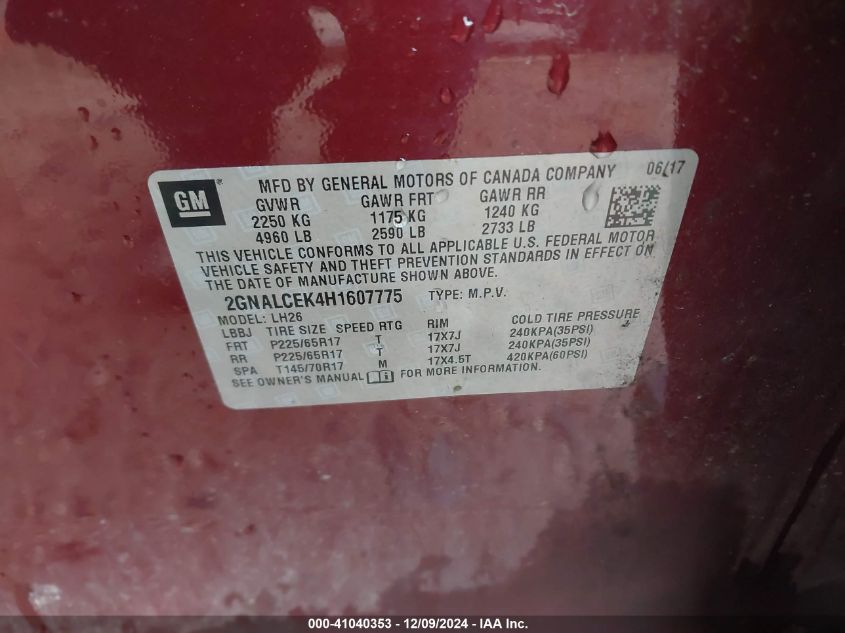 GM
MFD BY GENERAL MOTORS OF CANADA COMPANY 06/17
GVWR GAWR FRT GAWR RR
2250 KG 1175 KG 1240 KG
4960 LB 2590 LB 2733 LB
THIS VEHICLE CONFORMS TO ALL APPLICABLE U.S. FEDERAL MOTOR
VEHICLE SAFETY AND THEFT PREVENTION STANDARDS IN EFFECT ON
THE DATE OF MANUFACTURE SHOWN ABOVE.
2GNALCEK4H1607775 TYPE: M.P.V.
MODEL: LH26
LBBJ TIRE SIZE SPEED RTG RIM COLD TIRE PRESSURE
FRT P225/65R17 T 17X7J 240KPA(35PSI)
RR P225/65R17 T 17X7J 240KPA(35PSI)
SPA T145/70R17 M 17X4.5T 420KPA(60PSI)
SEE OWNER'S MANUAL FOR MORE INFORMATION.
000-41040353 - 12/09/2024 - IAA Inc.